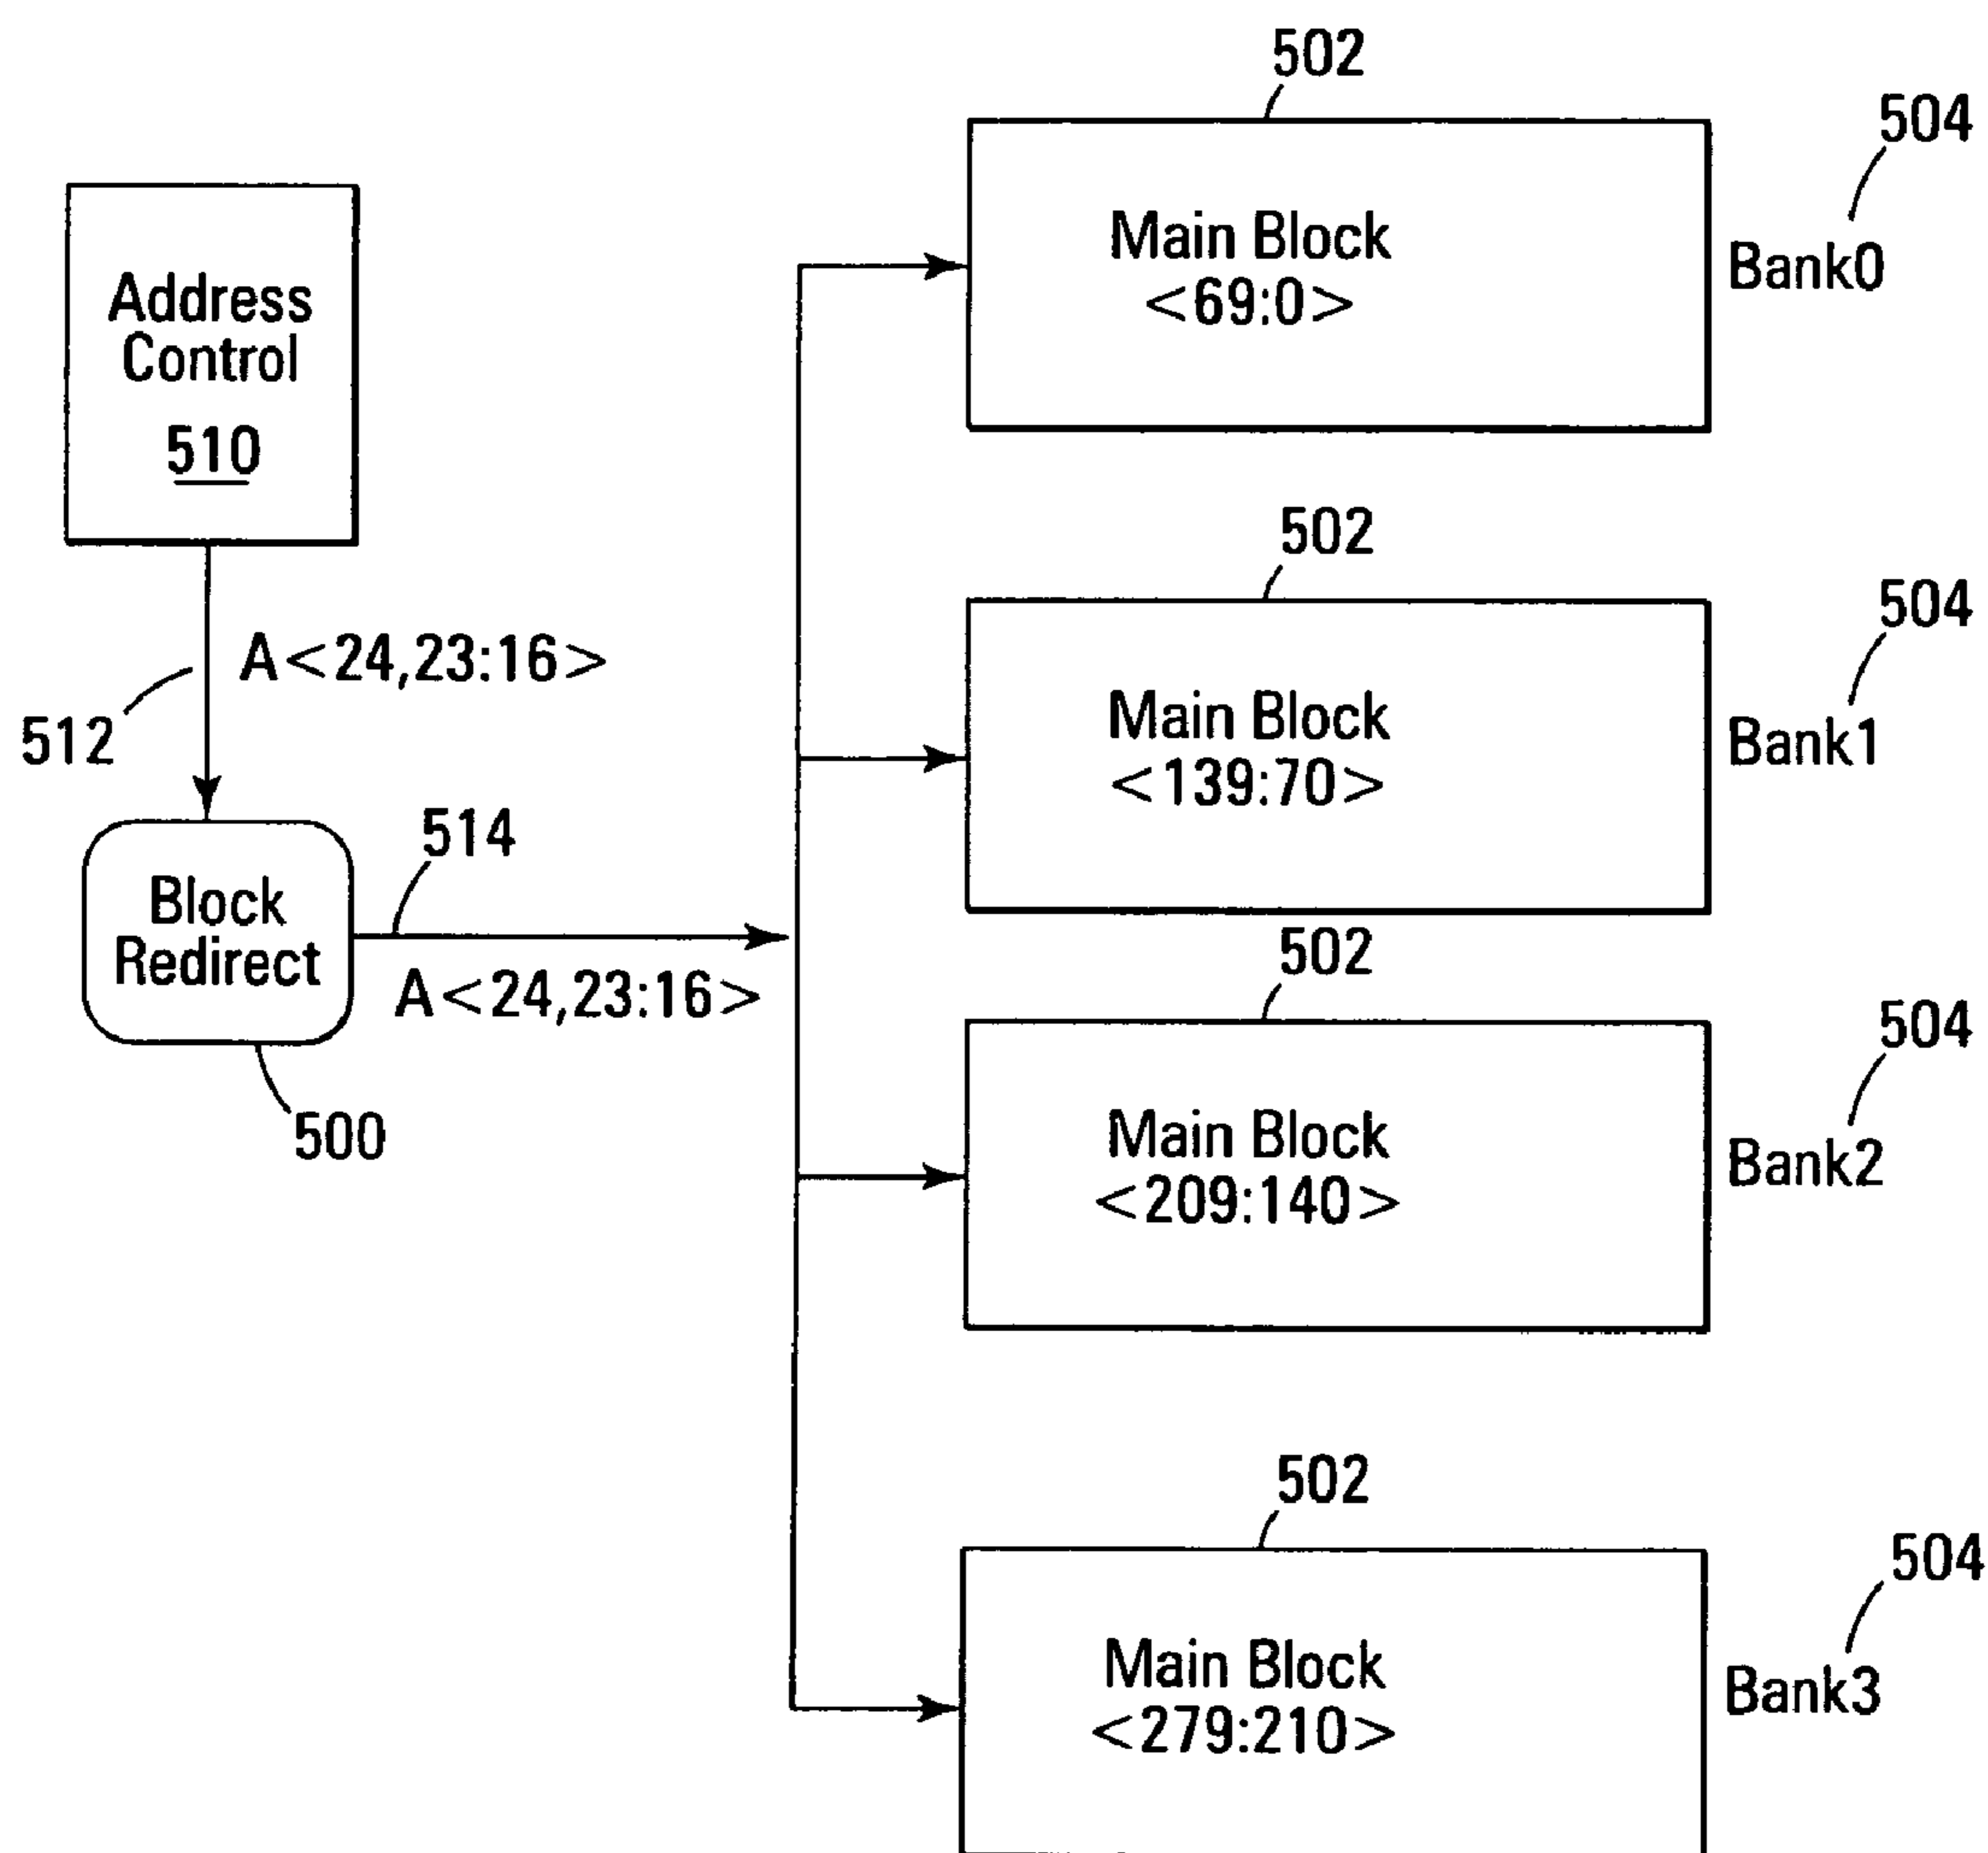 502
504
Main Block
<69:0>
Bank0
Address
Control
510
502
504
Main Block
<139:70>
Bank1
A<24,23:16>
512
514
Block
Redirect
A<24,23:16>
500
502
504
Main Block
<209:140>
Bank2
502
504
Main Block
<279:210>
Bank3